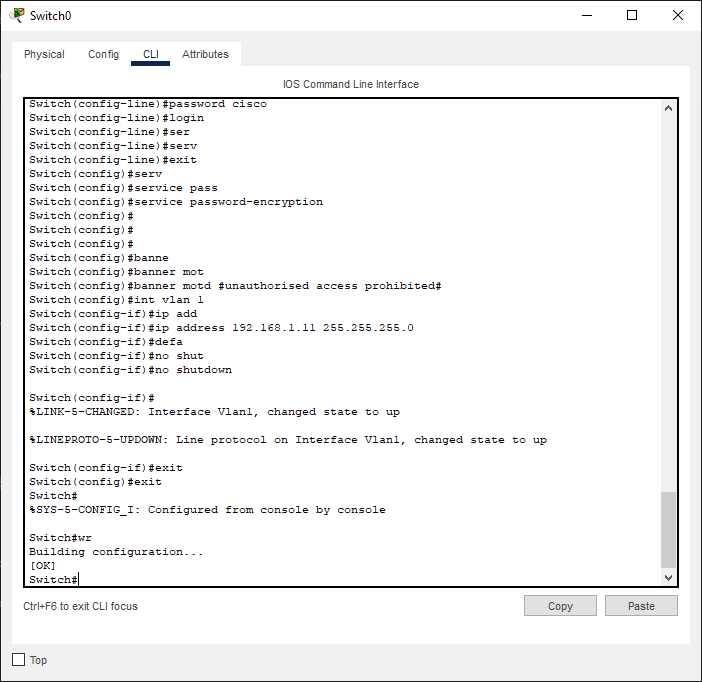 Switch0
Physical Config CLI Attributes
IOS Command Line Interface
Switch(config-line)#password cisco
Switch(config-line)#login
Switch(config-line)#ser
Switch(config-line)#serv
Switch(config-line)#exit
Switch(config)#serv
Switch(config)#service pass
Switch(config)#service password-encryption
Switch(config)#
Switch(config)#
Switch(config)#
Switch(config)#banne
Switch(config)#banner mot
Switch(config)#banner motd #unauthorised access prohibited#
Switch(config)#int vlan 1
Switch(config-if)#ip add
Switch(config-if)#ip address 192.168.1.11 255.255.255.0
Switch(config-if)#defa
Switch(config-if)#no shut
Switch(config-if)#no shutdown
Switch(config-if)#
%LINK-5-CHANGED: Interface Vlan1, changed state to up
%LINEPROTO-5-UPDOWN: Line protocol on Interface Vlan1, changed state to up
Switch(config-if)#exit
Switch(config)#exit
Switch#
%SYS-5-CONFIG_I: Configured from console by console
Switch#wr
Building configuration...
[OK]
Switch#
Ctrl+F6 to exit CLI focus
Copy Paste
Top